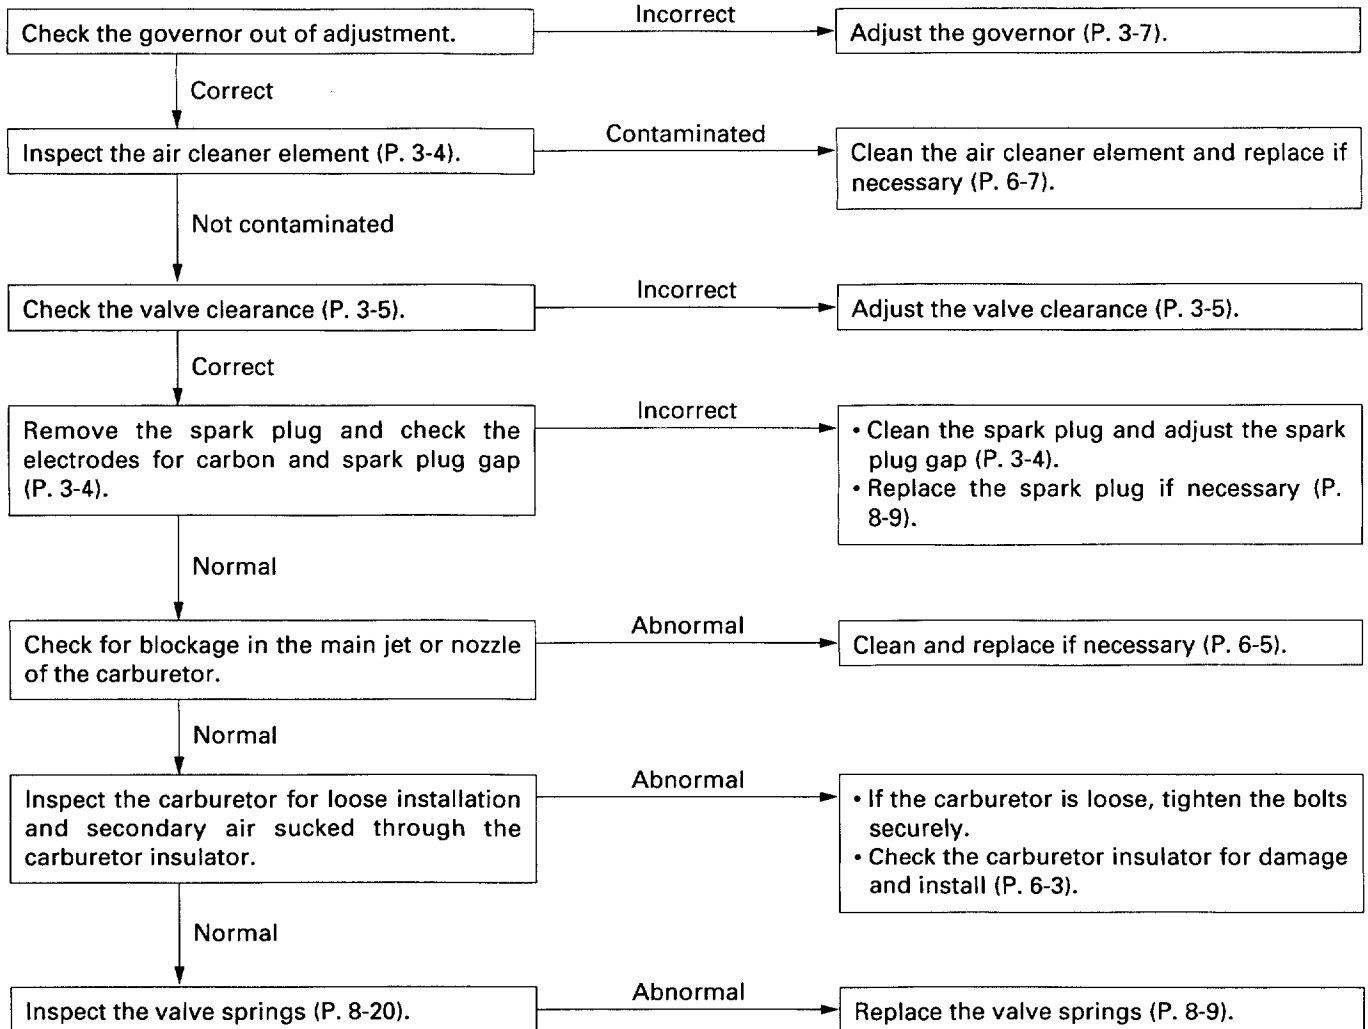 Check the governor out of adjustment.
Incorrect
Adjust the governor (P. 3-7).
Correct
Inspect the air cleaner element (P. 3-4).
Contaminated
Clean the air cleaner element and replace if
necessary (P. 6-7).
Not contaminated
Check the valve clearance (P. 3-5).
Incorrect
Adjust the valve clearance (P. 3-5).
Correct
Remove the spark plug and check the
electrodes for carbon and spark plug gap
(P. 3-4).
Incorrect
• Clean the spark plug and adjust the spark
plug gap (P. 3-4).
• Replace the spark plug if necessary (P.
8-9).
Normal
Check for blockage in the main jet or nozzle
of the carburetor.
Abnormal
Clean and replace if necessary (P. 6-5).
Normal
Inspect the carburetor for loose installation
and secondary air sucked through the
carburetor insulator.
Abnormal
• If the carburetor is loose, tighten the bolts
securely.
• Check the carburetor insulator for damage
and install (P. 6-3).
Normal
Inspect the valve springs (P. 8-20).
Abnormal
Replace the valve springs (P. 8-9).